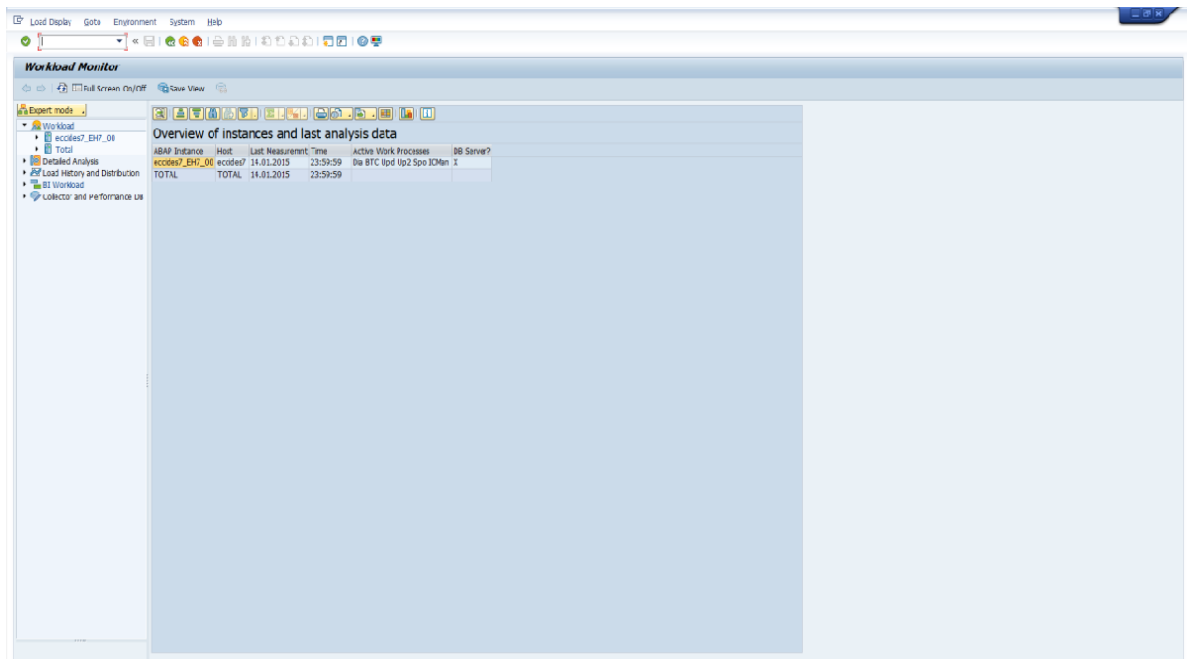 Load Display Goto Environment System Help
Workload Monitor
Full Screen On/Off Save View
Expert mode
Workload
eccides7_EH7_00
Total
Detailed Analysis
Load History and Distribution
BI Workload
Collector and Performance DB
Overview of instances and last analysis data
ABAP Instance Host Last Measuremnt Time Active Work Processes DB Server?
eccides7_EH7_00 eccides7 14.01.2015 23:59:59 Dia BTC Upd Up2 Spo ICMan X
TOTAL TOTAL 14.01.2015 23:59:59